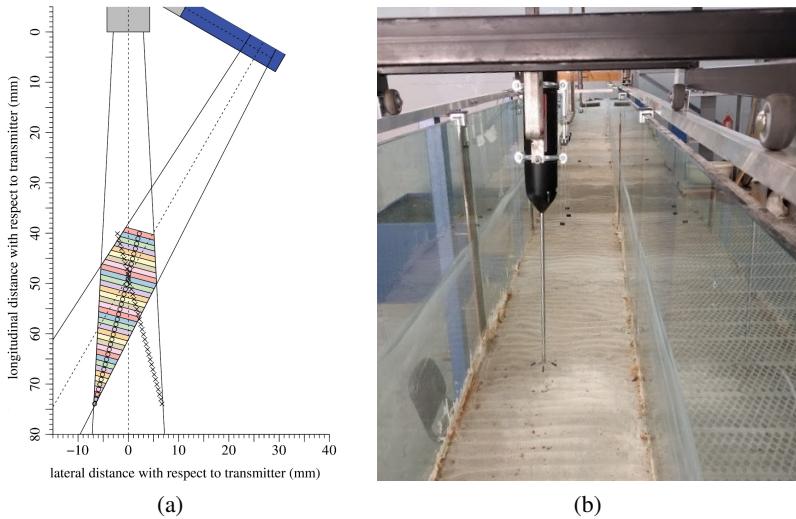 0
10
20
30
40
50
60
70
80
longitudinal distance with respect to transmitter (mm)
−10 0 10 20 30 40
lateral distance with respect to transmitter (mm)
(a) (b)